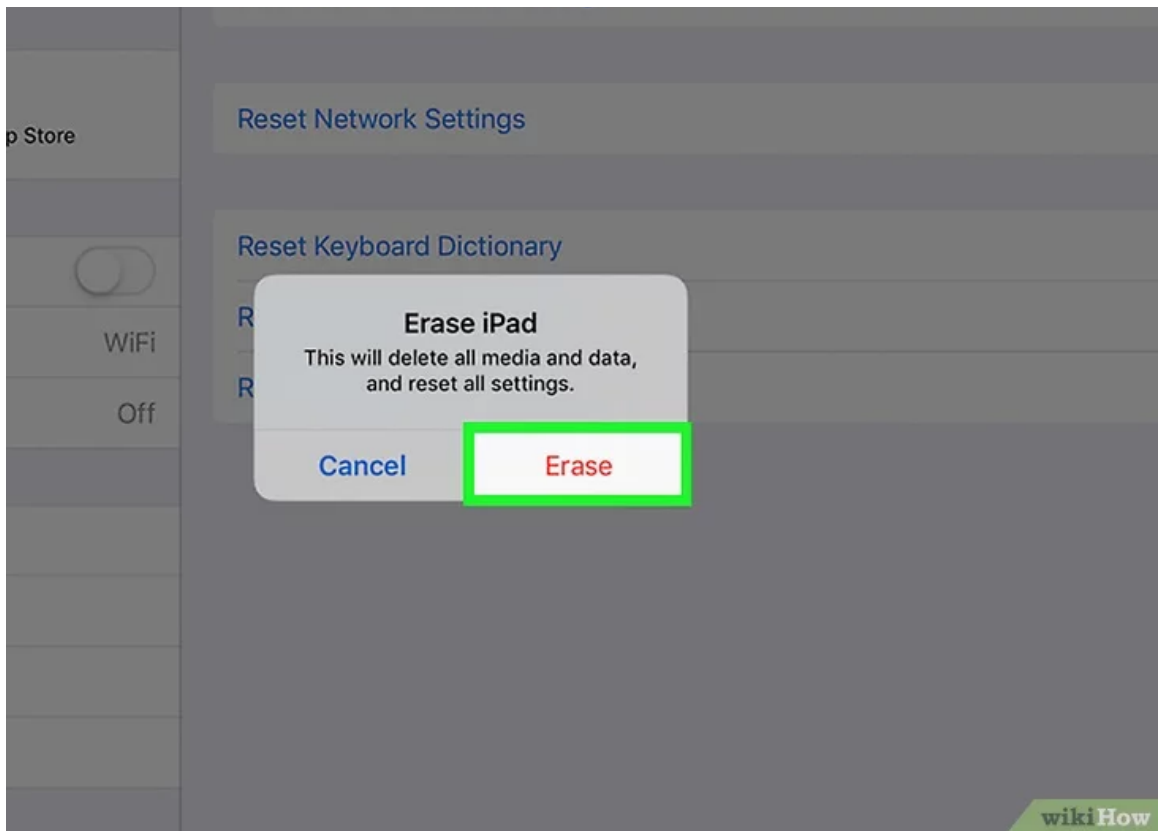 p Store
WiFi
Off
Reset Network Settings
Reset Keyboard Dictionary
R
R
Erase iPad
This will delete all media and data,
and reset all settings.
Cancel
Erase
wikiHow